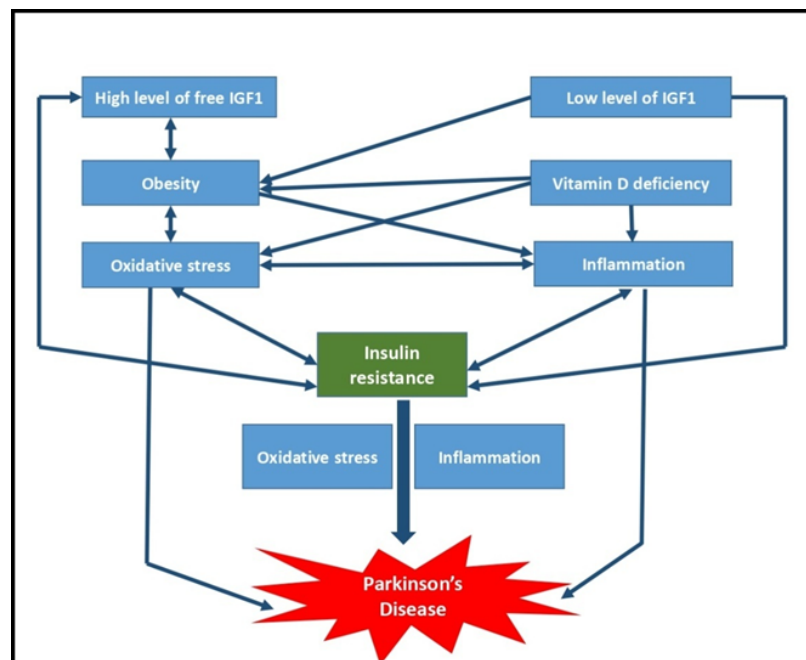 High level of free IGF1
Low level of IGF1
Obesity
Vitamin D deficiency
Oxidative stress
Inflammation
Insulin
resistance
Oxidative stress
Inflammation
Parkinson's
Disease